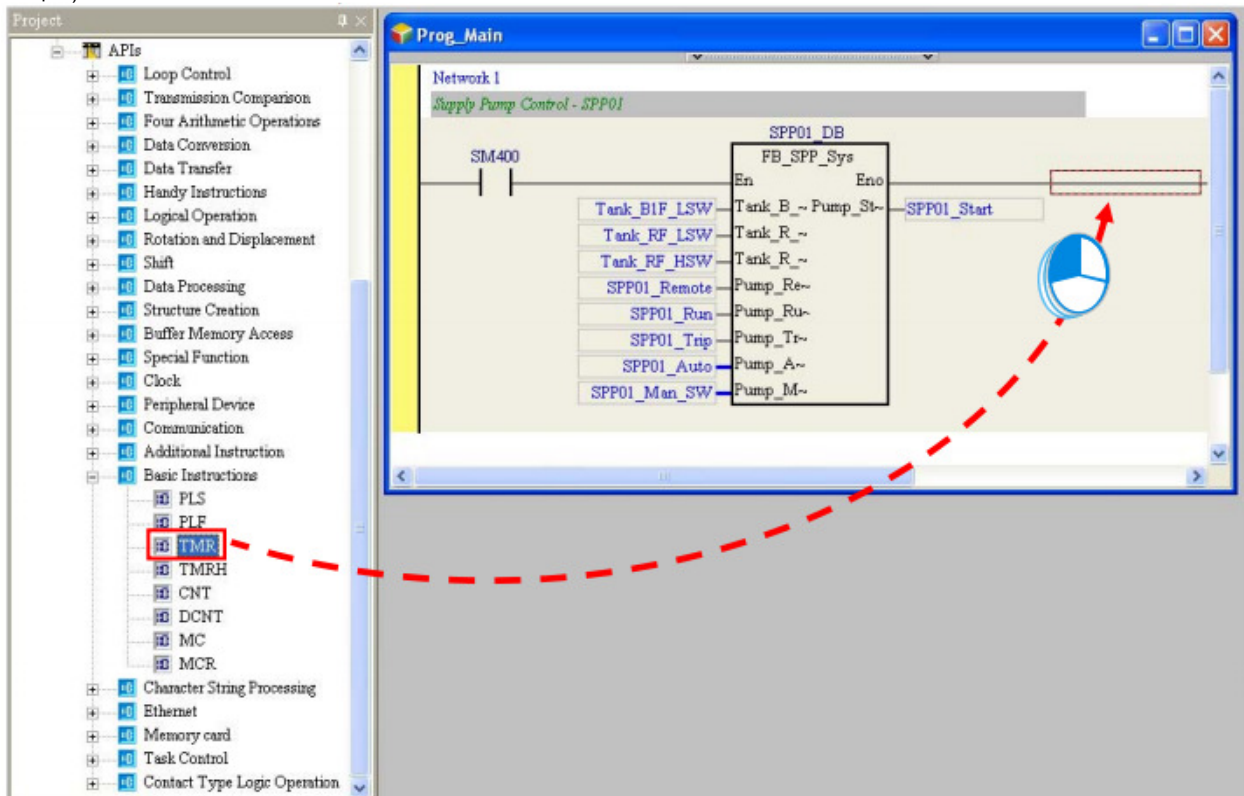 Project
APIs
Loop Control
Transmission Comparison
Four Arithmetic Operations
Data Conversion
Data Transfer
Handy Instructions
Logical Operation
Rotation and Displacement
Shift
Data Processing
Structure Creation
Buffer Memory Access
Special Function
Clock
Peripheral Device
Communication
Additional Instruction
Basic Instructions
PLS
PLF
TMR
TMRH
CNT
DCNT
MC
MCR
Character String Processing
Ethernet
Memory card
Task Control
Contact Type Logic Operation
Prog_Main
Network 1
Supply Pump Control - SPP01
SPP01_DB
SM400 FB_SPP_Sys
En Eno
Tank_B1F_LSW Tank_B_~ Pump_St~ SPP01_Start
Tank_RF_LSW Tank_R_~
Tank_RF_HSW Tank_R_~
SPP01_Remote Pump_Re~
SPP01_Run Pump_Ru~
SPP01_Trip Pump_Tr~
SPP01_Auto Pump_A~
SPP01_Man_SW Pump_M~